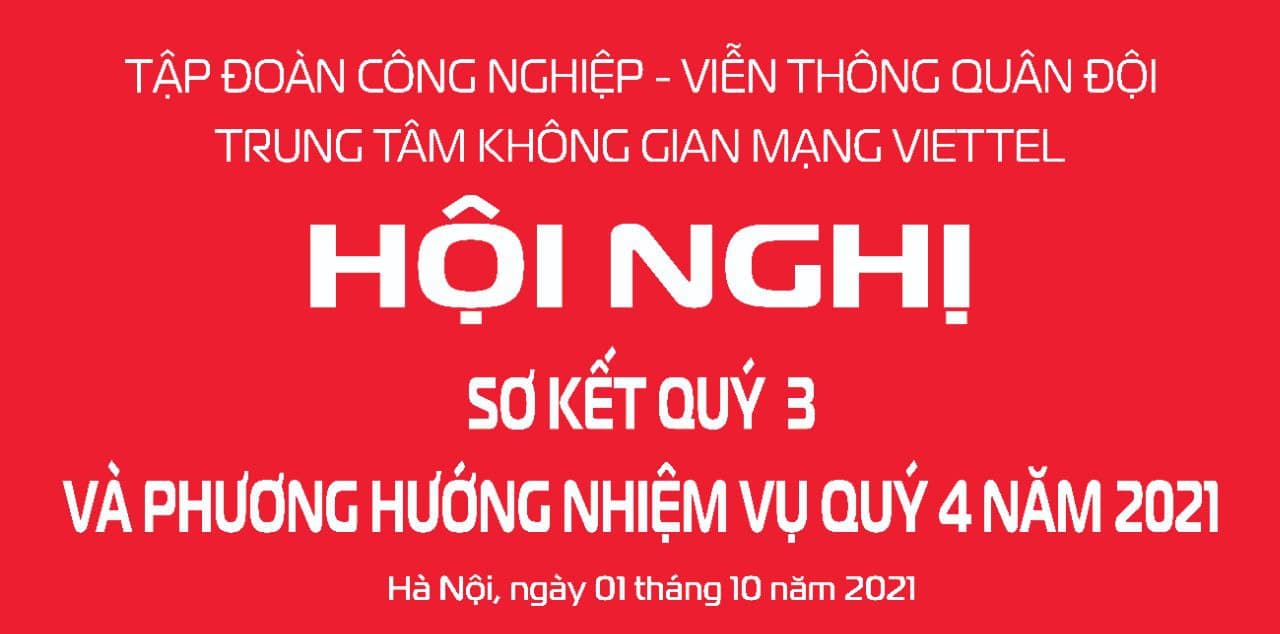 TẬP ĐOÀN CÔNG NGHIỆP - VIỄN THÔNG QUÂN ĐỘI
TRUNG TÂM KHÔNG GIAN MẠNG VIETTEL
HỘI NGHỊ
SƠ KẾT QUÝ 3
VÀ PHƯƠNG HƯỚNG NHIỆM VỤ QUÝ 4 NĂM 2021
Hà Nội, ngày 01 tháng 10 năm 2021